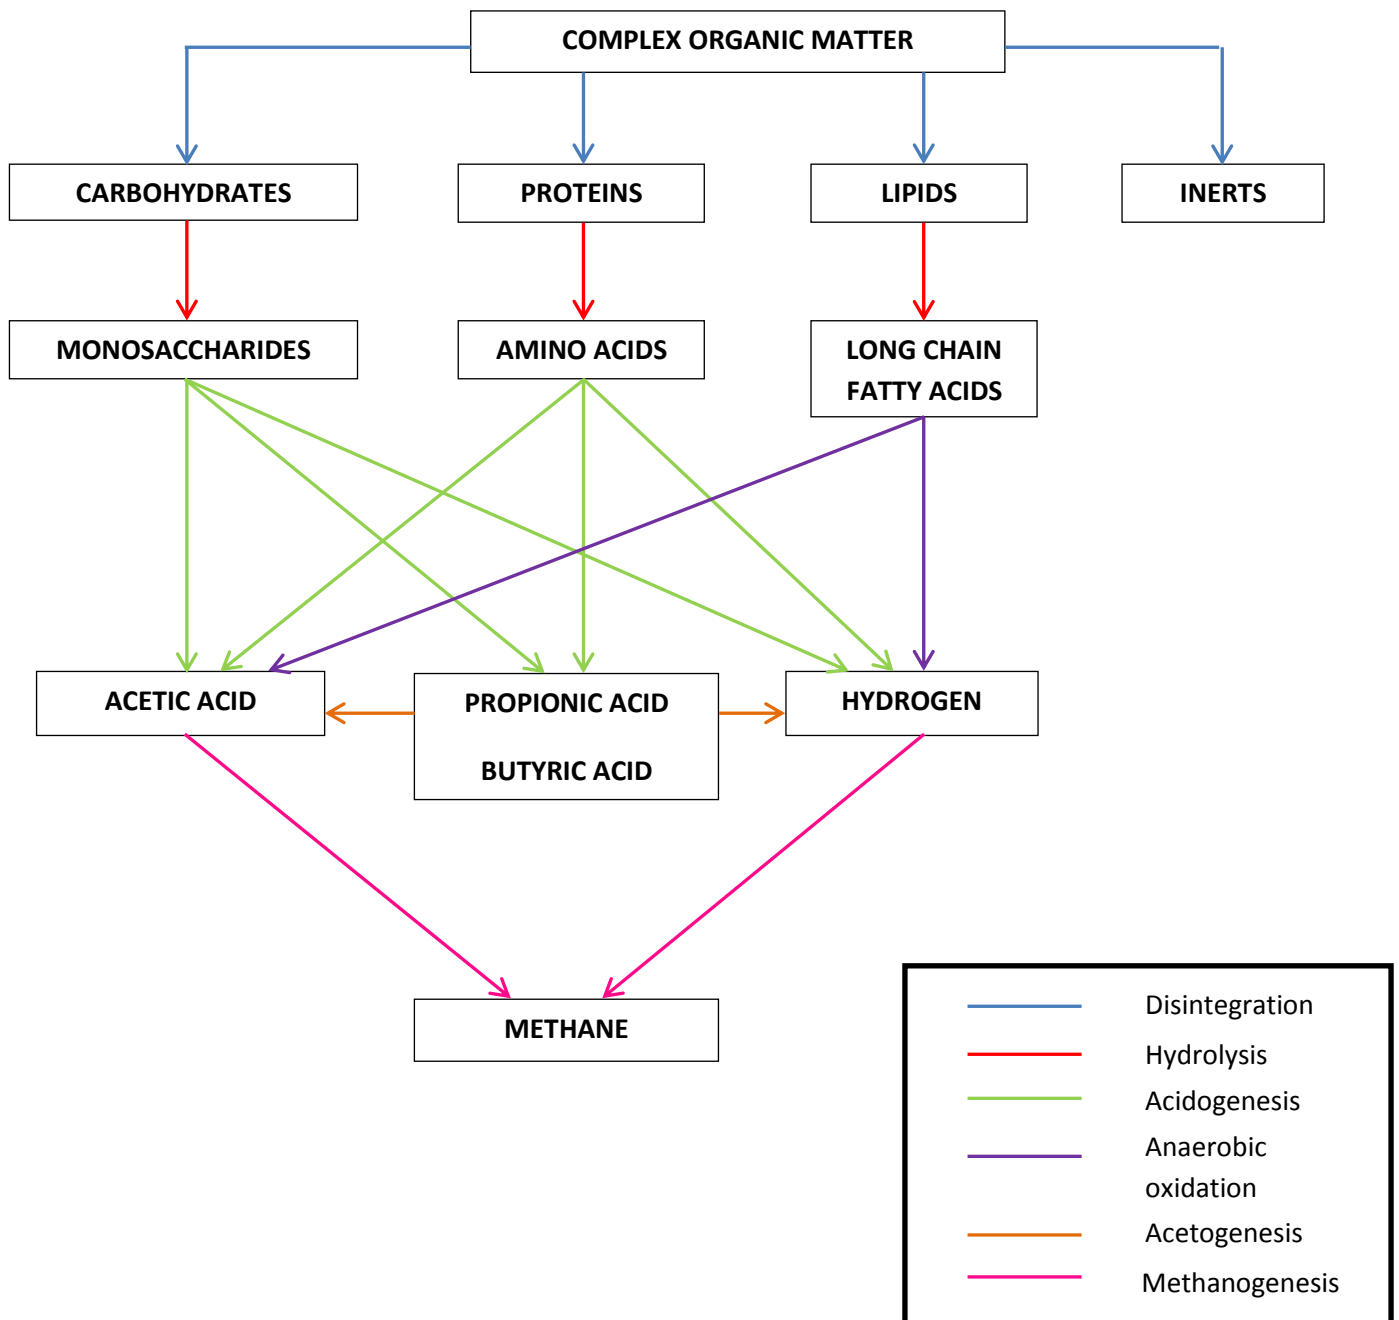 COMPLEX ORGANIC MATTER
CARBOHYDRATES
PROTEINS
LIPIDS
INERTS
MONOSACCHARIDES
AMINO ACIDS
LONG CHAIN
FATTY ACIDS
ACETIC ACID
PROPIONIC ACID
BUTYRIC ACID
HYDROGEN
METHANE
Disintegration
Hydrolysis
Acidogenesis
Anaerobic
oxidation
Acetogenesis
Methanogenesis